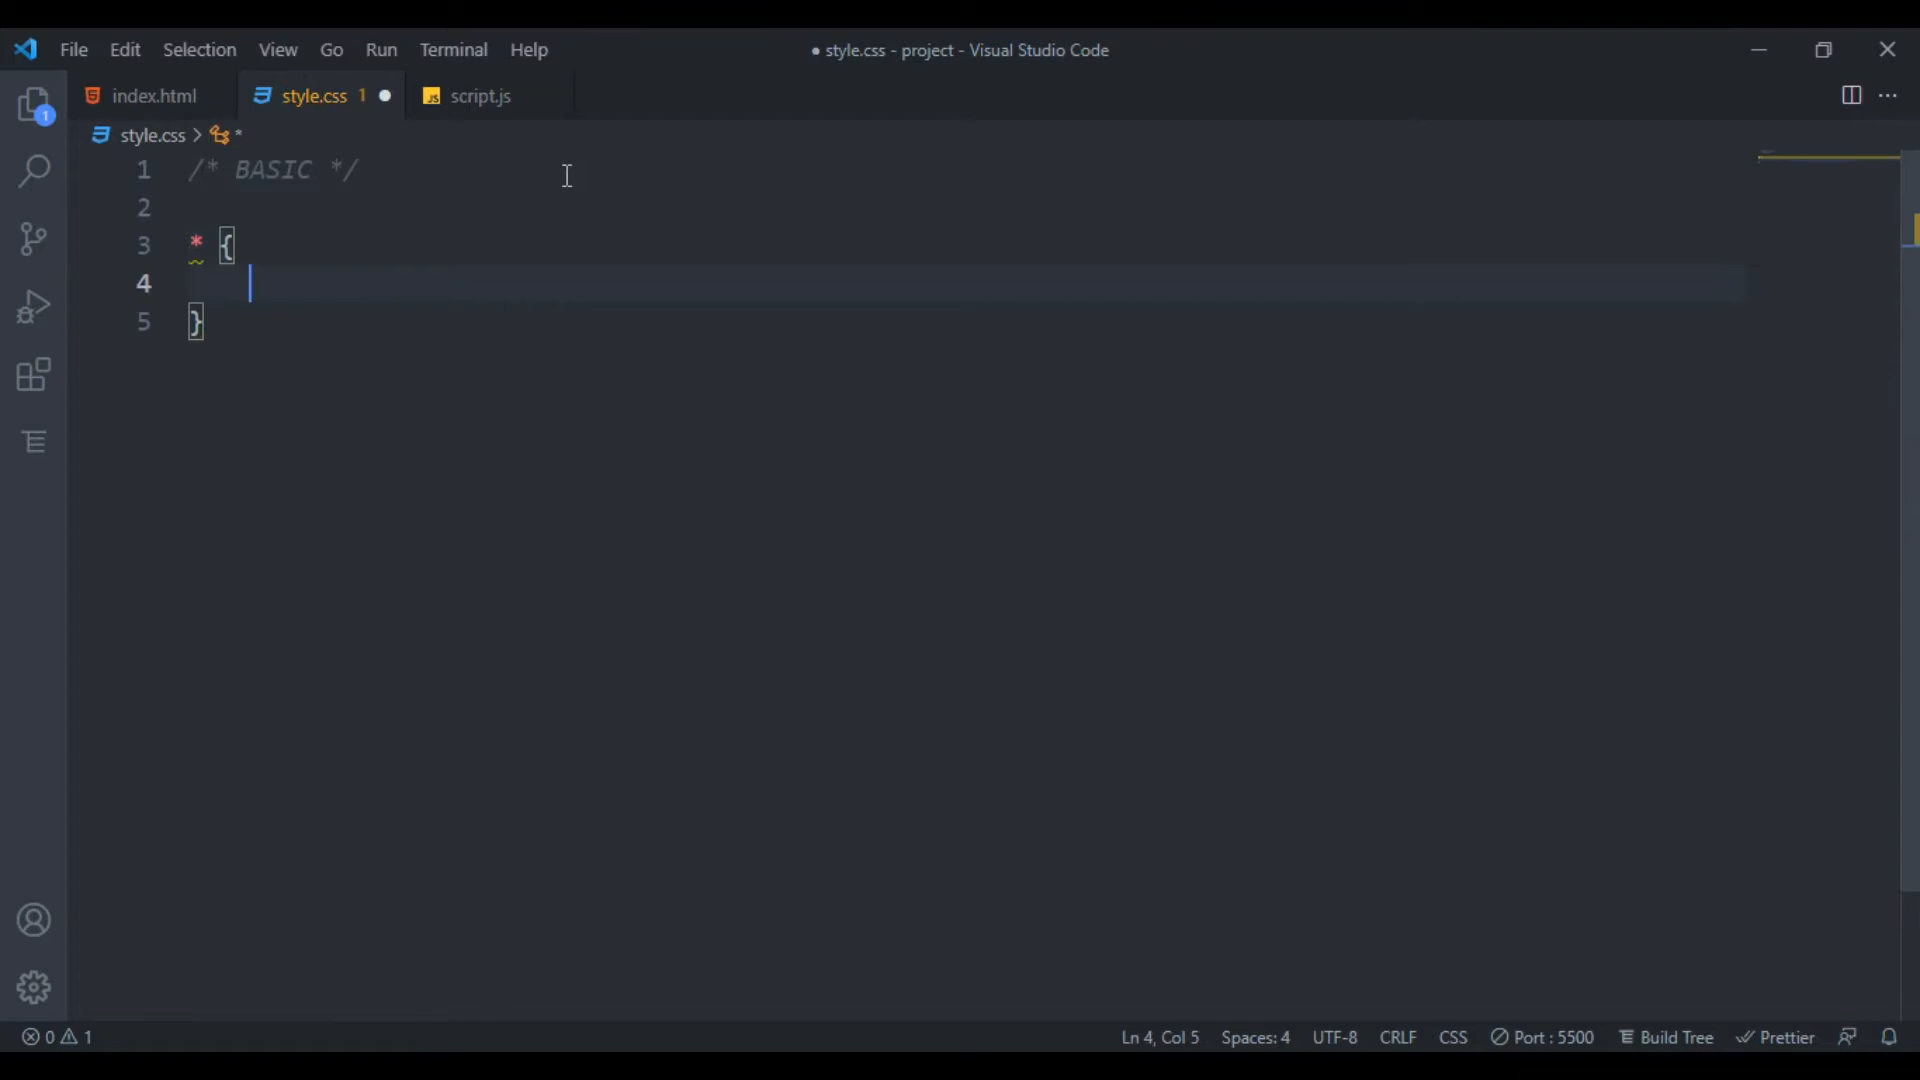 File Edit Selection View Go Run Terminal Help
● style.css - project - Visual Studio Code
index.html
style.css 1 ●
JS script.js
style.css > *
1 /* BASIC */
2
3 * {
4
5 }
0 1
Ln 4, Col 5 Spaces: 4 UTF-8 CRLF CSS Port : 5500 Build Tree Prettier